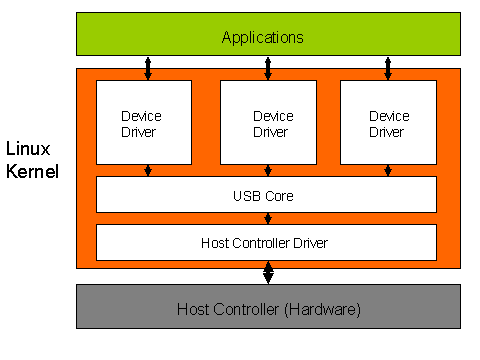 Applications
Linux
Kernel
Device
Driver
Device
Driver
Device
Driver
USB Core
Host Controller Driver
Host Controller (Hardware)